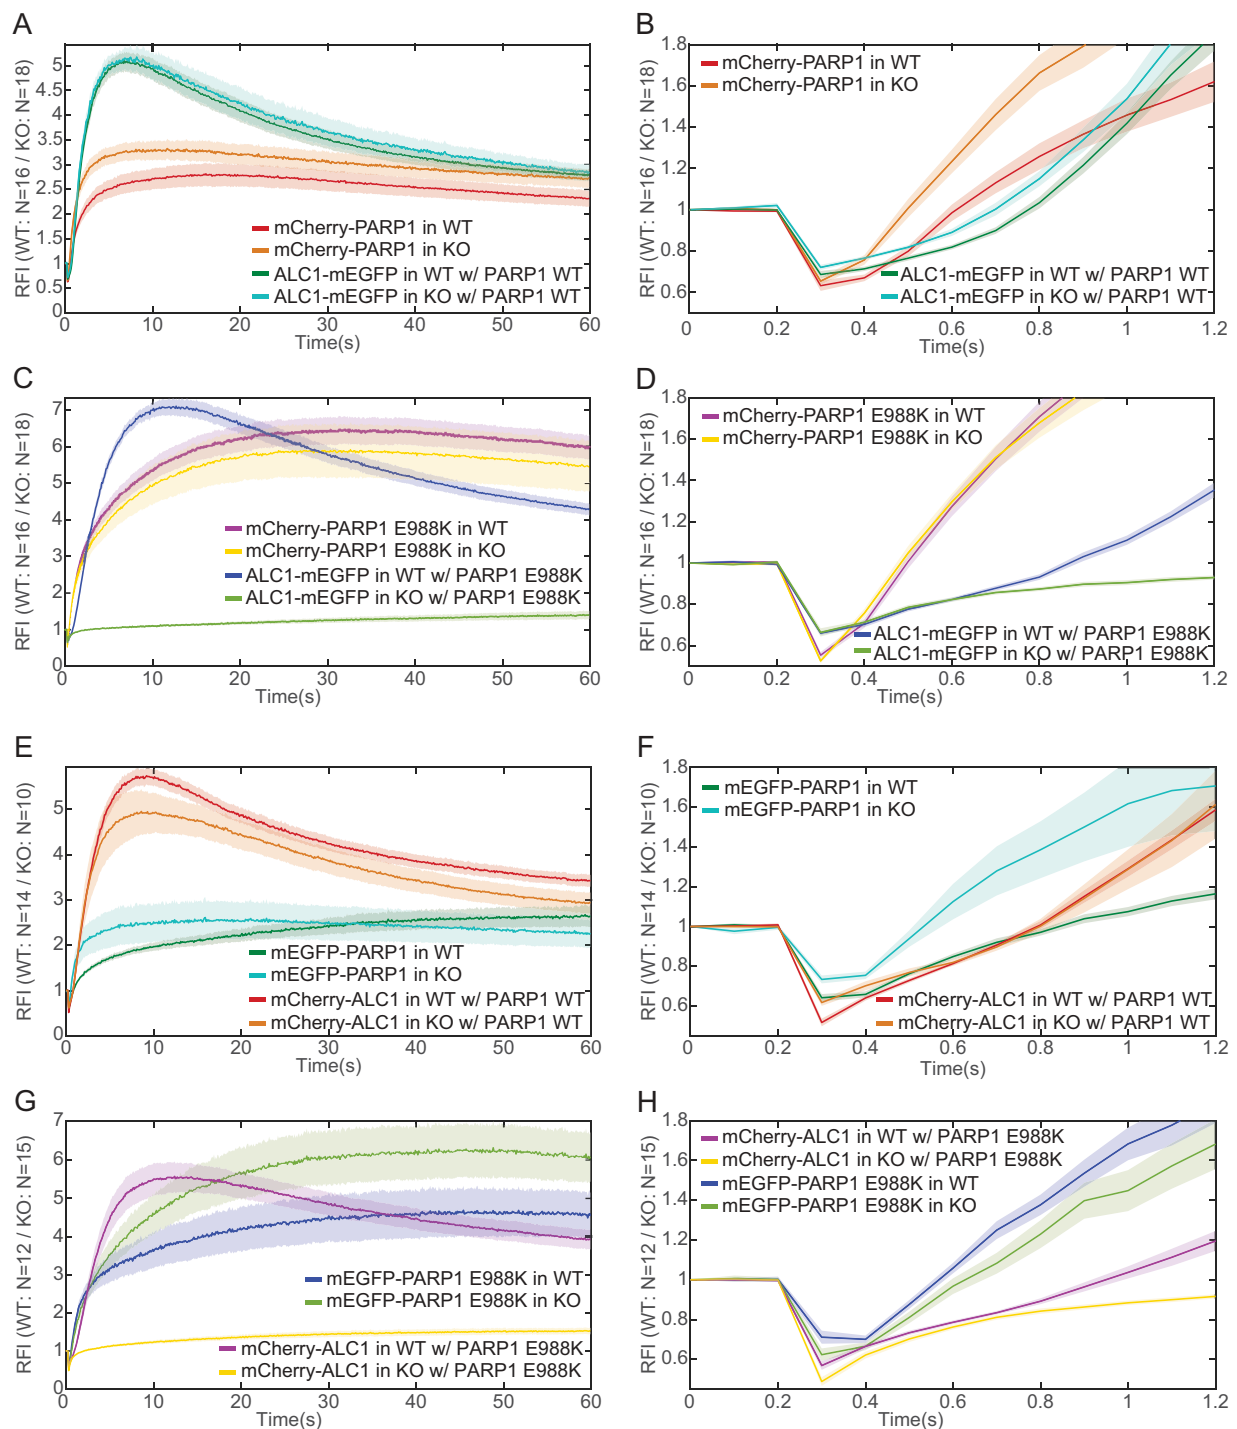 A
RFI (WT: N=16 / KO: N=18)
5
4.5
4
3.5
3
2.5
2
1.5
1
0.5
0
mCherry-PARP1 in WT
mCherry-PARP1 in KO
ALC1-mEGFP in WT w/ PARP1 WT
ALC1-mEGFP in KO w/ PARP1 WT
0 10 20 30 40 50 60
Time(s)
B
RFI (WT: N=16 / KO: N=18)
1.8
1.6
1.4
1.2
1
0.8
0.6
mCherry-PARP1 in WT
mCherry-PARP1 in KO
ALC1-mEGFP in WT w/ PARP1 WT
ALC1-mEGFP in KO w/ PARP1 WT
0 0.2 0.4 0.6 0.8 1 1.2
Time(s)
C
RFI (WT: N=16 / KO: N=18)
7
6
5
4
3
2
1
0
mCherry-PARP1 E988K in WT
mCherry-PARP1 E988K in KO
ALC1-mEGFP in WT w/ PARP1 E988K
ALC1-mEGFP in KO w/ PARP1 E988K
0 10 20 30 40 50 60
Time(s)
D
RFI (WT: N=16 / KO: N=18)
1.8
1.6
1.4
1.2
1
0.8
0.6
mCherry-PARP1 E988K in WT
mCherry-PARP1 E988K in KO
ALC1-mEGFP in WT w/ PARP1 E988K
ALC1-mEGFP in KO w/ PARP1 E988K
0 0.2 0.4 0.6 0.8 1 1.2
Time(s)
E
RFI (WT: N=14 / KO: N=10)
5
4
3
2
1
0
mEGFP-PARP1 in WT
mEGFP-PARP1 in KO
mCherry-ALC1 in WT w/ PARP1 WT
mCherry-ALC1 in KO w/ PARP1 WT
0 10 20 30 40 50 60
Time(s)
F
RFI (WT: N=14 / KO: N=10)
1.8
1.6
1.4
1.2
1
0.8
0.6
mEGFP-PARP1 in WT
mEGFP-PARP1 in KO
mCherry-ALC1 in WT w/ PARP1 WT
mCherry-ALC1 in KO w/ PARP1 WT
0 0.2 0.4 0.6 0.8 1 1.2
Time(s)
G
RFI (WT: N=12 / KO: N=15)
7
6
5
4
3
2
1
0
mEGFP-PARP1 E988K in WT
mEGFP-PARP1 E988K in KO
mCherry-ALC1 in WT w/ PARP1 E988K
mCherry-ALC1 in KO w/ PARP1 E988K
0 10 20 30 40 50 60
Time(s)
H
RFI (WT: N=12 / KO: N=15)
1.8
1.6
1.4
1.2
1
0.8
0.6
mCherry-ALC1 in WT w/ PARP1 E988K
mCherry-ALC1 in KO w/ PARP1 E988K
mEGFP-PARP1 E988K in WT
mEGFP-PARP1 E988K in KO
0 0.2 0.4 0.6 0.8 1 1.2
Time(s)